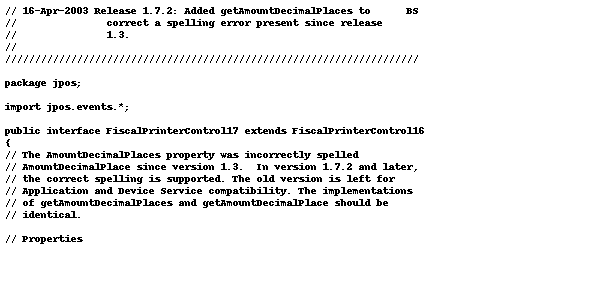 // 16-Apr-2003 Release 1.7.2: Added getAmountDecimalPlaces to      BS
//               correct a spelling error present since release
//               1.3.
//
//////////////////////////////////////////////////////////////////////
package jpos;
import jpos.events.*;
public interface FiscalPrinterControl17 extends FiscalPrinterControl16
{
// The AmountDecimalPlaces property was incorrectly spelled
// AmountDecimalPlace since version 1.3.  In version 1.7.2 and later,
// the correct spelling is supported. The old version is left for
// Application and Device Service compatibility. The implementations
// of getAmountDecimalPlaces and getAmountDecimalPlace should be
// identical.
// Properties